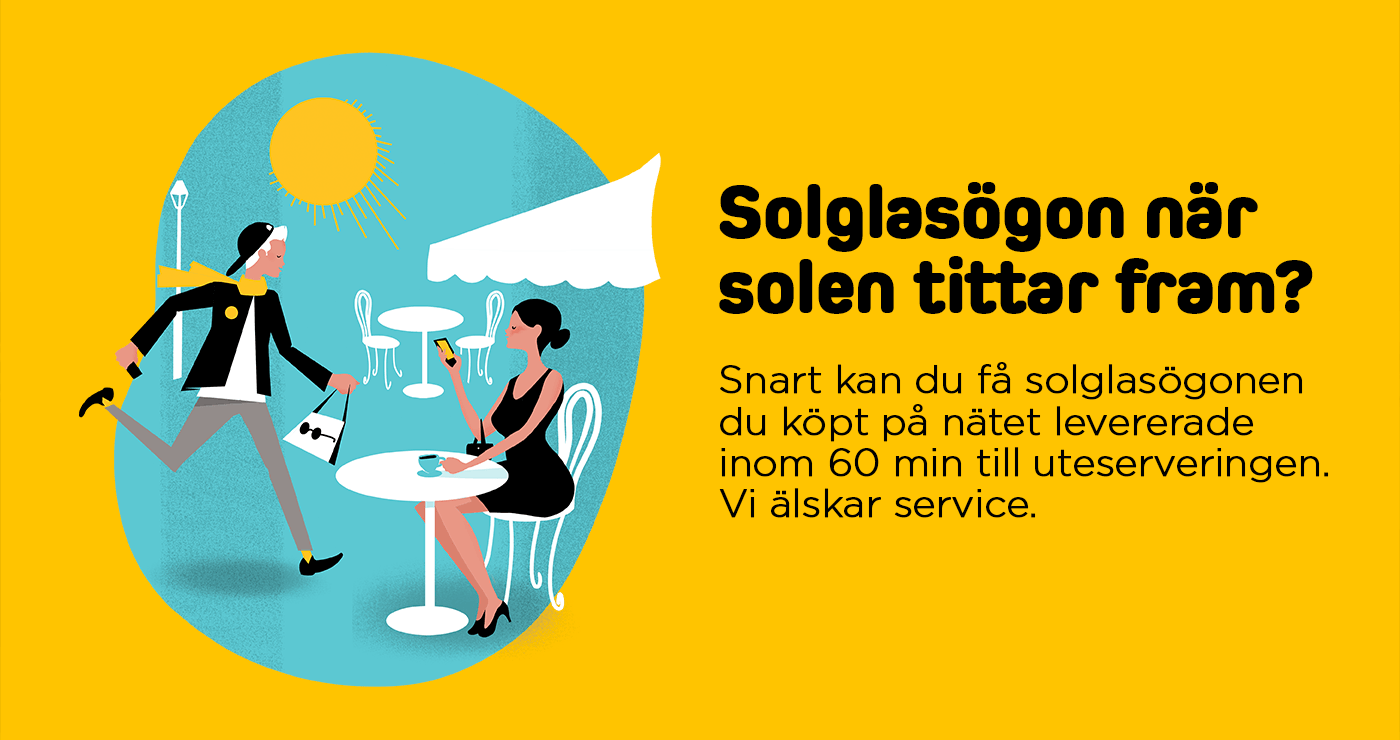 Solglasögon när
solen tittar fram?
Snart kan du få solglasögonen
du köpt på nätet levererade
inom 60 min till uteserveringen.
Vi älskar service.